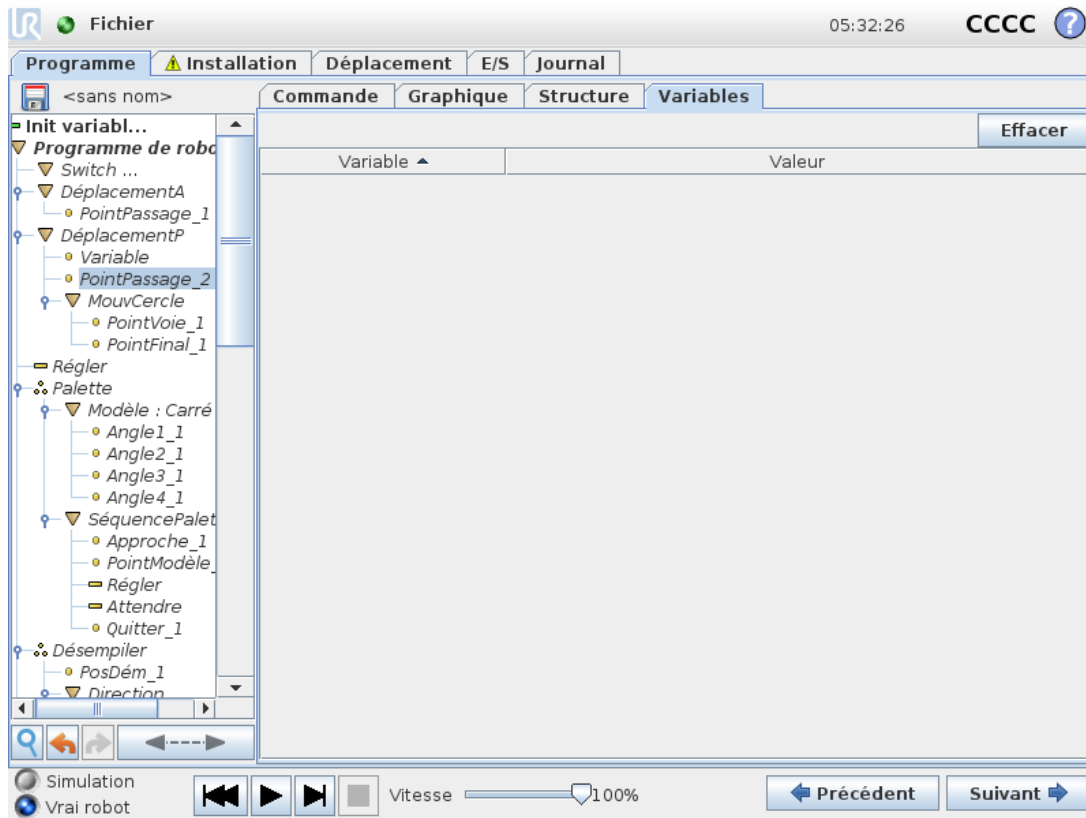 UR Fichier 05:32:26 CCCC ?
Programme Installation Déplacement E/S Journal
<sans nom> Commande Graphique Structure Variables
Init variabl...
Effacer
Programme de robo
Variable Valeur
Switch ...
DéplacementA
PointPassage_1
DéplacementP
Variable
PointPassage_2
MouvCercle
PointVoie_1
PointFinal_1
Régler
Palette
Modèle : Carré
Angle1_1
Angle2_1
Angle3_1
Angle4_1
SéquencePalet
Approche_1
PointModèle_
Régler
Attendre
Quitter_1
Désempiler
PosDém_1
Direction
Simulation
Vrai robot
Vitesse 100%
Précédent Suivant